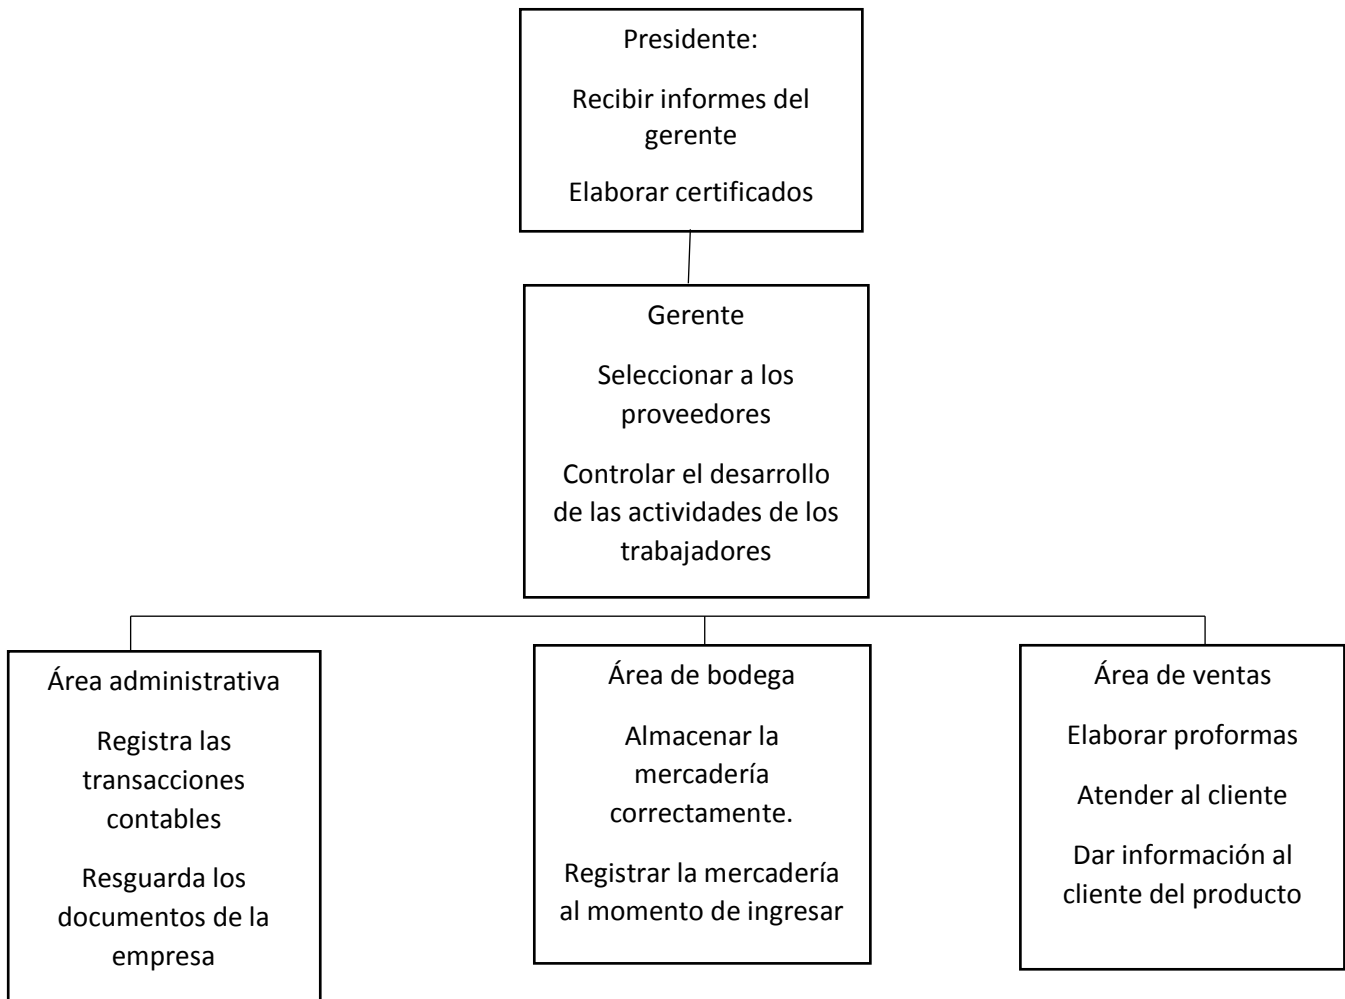 Presidente:
Recibir informes del
gerente
Elaborar certificados
Gerente
Seleccionar a los
proveedores
Controlar el desarrollo
de las actividades de los
trabajadores
Área administrativa
Registra las
transacciones
contables
Resguarda los
documentos de la
empresa
Área de bodega
Almacenar la
mercadería
correctamente.
Registrar la mercadería
al momento de ingresar
Área de ventas
Elaborar proformas
Atender al cliente
Dar información al
cliente del producto